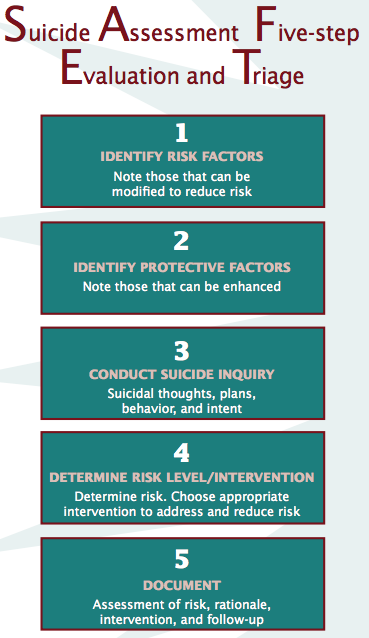 Suicide Assessment Five-step
Evaluation and Triage
1
IDENTIFY RISK FACTORS
Note those that can be
modified to reduce risk
2
IDENTIFY PROTECTIVE FACTORS
Note those that can be enhanced
3
CONDUCT SUICIDE INQUIRY
Suicidal thoughts, plans,
behavior, and intent
4
DETERMINE RISK LEVEL/INTERVENTION
Determine risk. Choose appropriate
intervention to address and reduce risk
5
DOCUMENT
Assessment of risk, rationale,
intervention, and follow-up